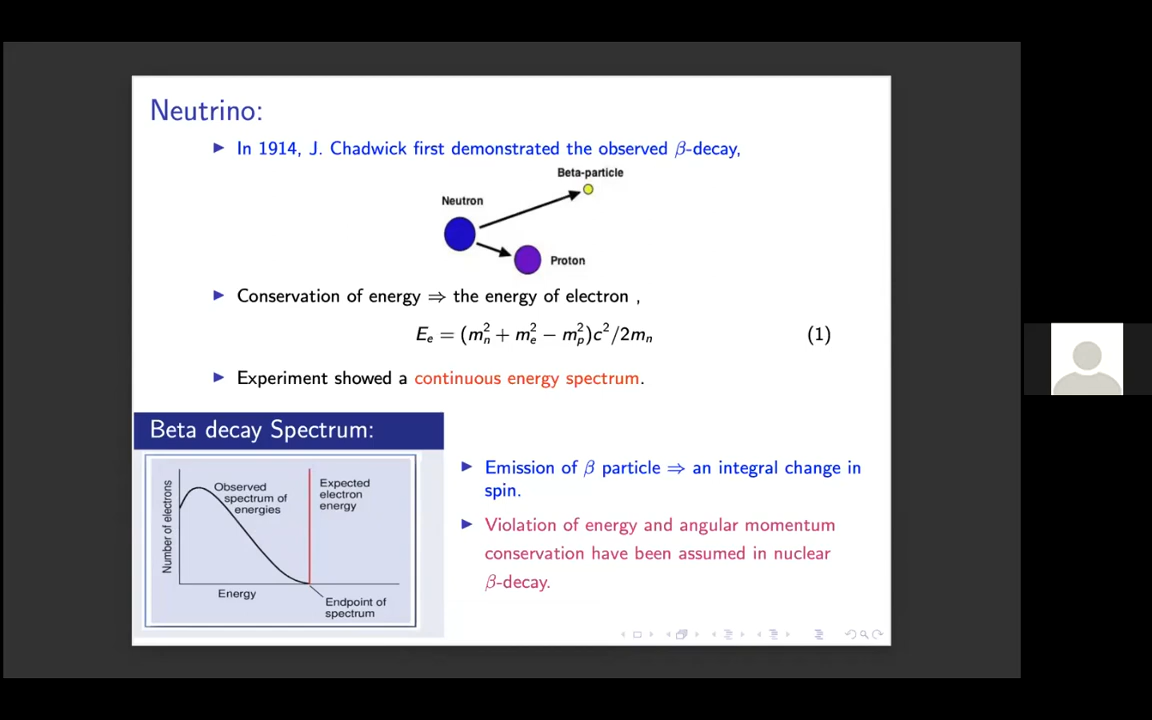 Neutrino:
▶ In 1914, J. Chadwick first demonstrated the observed β-decay,
Beta-particle
Neutron
Proton
▶ Conservation of energy ⇒ the energy of electron ,
Eₑ = (mₙ² + mₑ² − mₚ²)c²/2mₙ (1)
▶ Experiment showed a continuous energy spectrum.
Beta decay Spectrum:
Number of electrons
Observed
spectrum of
energies
Expected
electron
energy
Energy
Endpoint of
spectrum
▶ Emission of β particle ⇒ an integral change in
spin.
▶ Violation of energy and angular momentum
conservation have been assumed in nuclear
β-decay.